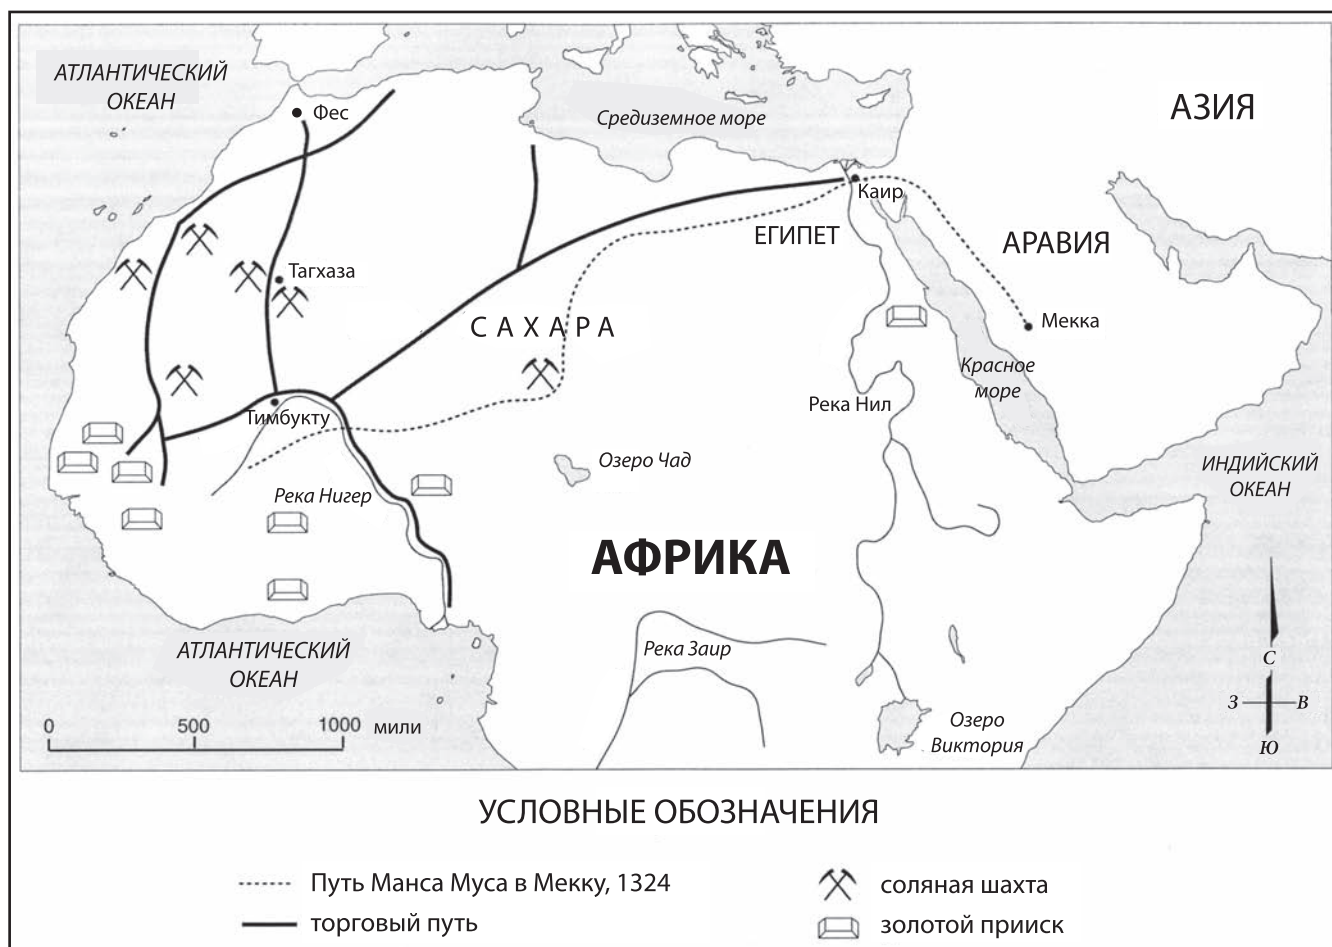 АТЛАНТИЧЕСКИЙ
ОКЕАН
Фес
Средиземное море
АЗИЯ
Каир
ЕГИПЕТ
АРАВИЯ
Тагхаза
САХАРА
Мекка
Красное
море
Тимбукту
Река Нил
Озеро Чад
ИНДИЙСКИЙ
ОКЕАН
Река Нигер
АФРИКА
АТЛАНТИЧЕСКИЙ
ОКЕАН
Река Заир
С
З
В
Ю
0 500 1000 мили
Озеро
Виктория
УСЛОВНЫЕ ОБОЗНАЧЕНИЯ
Путь Манса Муса в Мекку, 1324
торговый путь
соляная шахта
золотой прииск